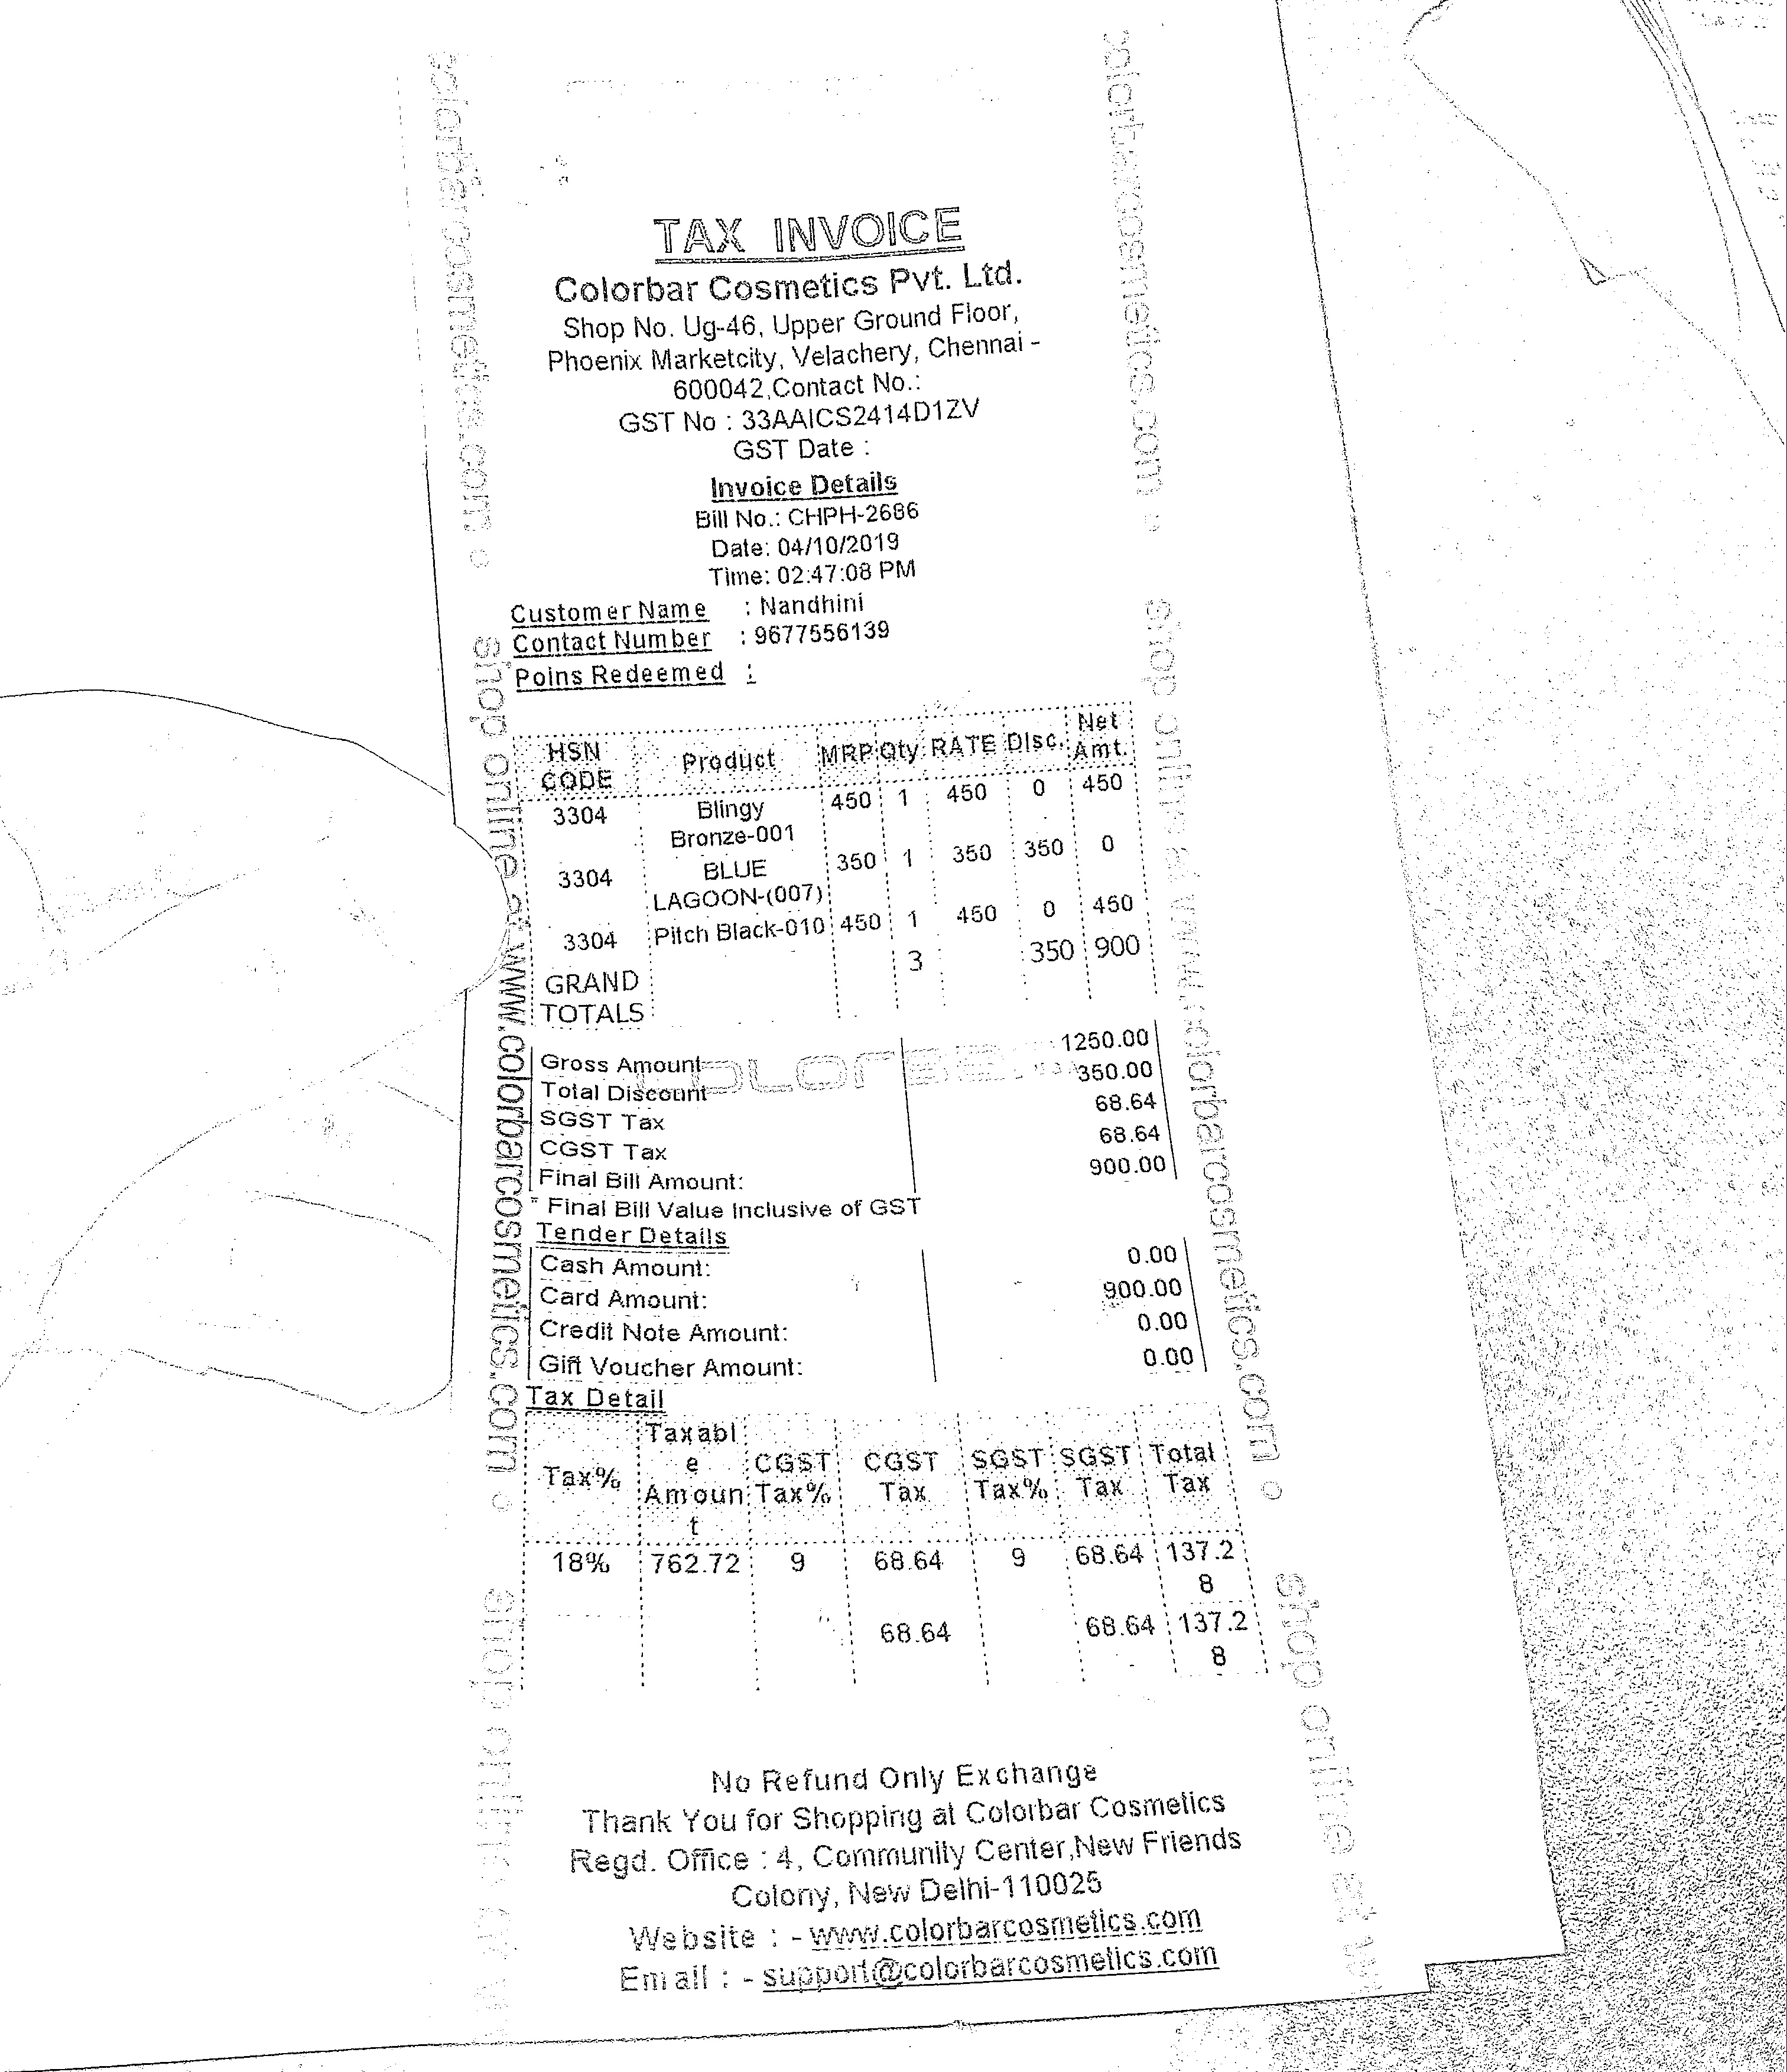 TAX INVOICE
Colorbar Cosmetics Pvt. Ltd.
Shop No. Ug-46, Upper Ground Floor,
Phoenix Marketcity, Velachery, Chennai -
600042,Contact No.:
GST No : 33AAICS2414D1ZV
GST Date :
Invoice Details
Bill No.: CHPH-2686
Date: 04/10/2019
Time: 02:47:08 PM
Customer Name : Nandhini
Contact Number : 9677556139
Poins Redeemed :
HSN CODE Product MRP Qty RATE Disc. Net Amt.
3304 Blingy Bronze-001 450 1 450 0 450
3304 BLUE LAGOON-(007) 350 1 350 350 0
3304 Pitch Black-010 450 1 450 0 450
GRAND TOTALS 3 350 900
Gross Amount 1250.00
Total Discount 350.00
SGST Tax 68.64
CGST Tax 68.64
Final Bill Amount: 900.00
* Final Bill Value Inclusive of GST
Tender Details
Cash Amount: 0.00
Card Amount: 900.00
Credit Note Amount: 0.00
Gift Voucher Amount: 0.00
Tax Detail
Tax% Taxable Amount CGST Tax% CGST Tax SGST Tax% SGST Tax Total Tax
18% 762.72 9 68.64 9 68.64 137.28
68.64 68.64 137.28
No Refund Only Exchange
Thank You for Shopping at Colorbar Cosmetics
Regd. Office : 4, Community Center,New Friends
Colony, New Delhi-110025
Website : - www.colorbarcosmetics.com
Email : - support@colorbarcosmetics.com
colorbarcosmetics.com
shop online at www.colorbarcosmetics.com
shop online at
colorbarcosmetics.com
shop online at www.colorbarcosmetics.com
shop online at